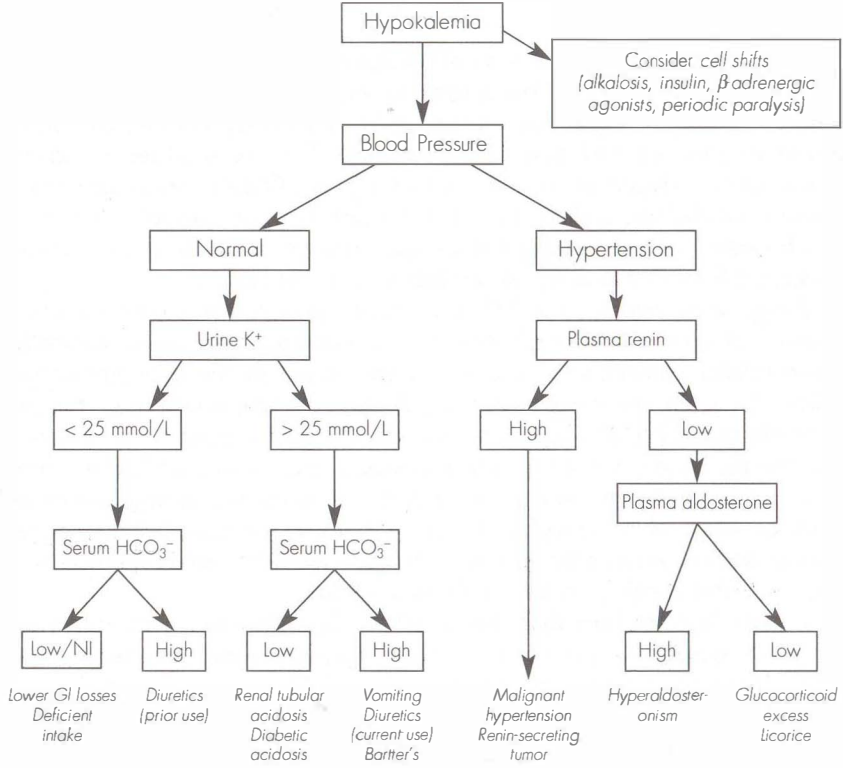 Hypokalemia
Consider cell shifts
(alkalosis, insulin, β-adrenergic
agonists, periodic paralysis)
Blood Pressure
Normal
Hypertension
Urine K⁺
Plasma renin
< 25 mmol/L
> 25 mmol/L
High
Low
Plasma aldosterone
Serum HCO₃⁻
Serum HCO₃⁻
Low/Nl
High
Low
High
High
Low
Lower GI losses
Deficient
intake
Diuretics
(prior use)
Renal tubular
acidosis
Diabetic
acidosis
Vomiting
Diuretics
(current use)
Bartter's
Malignant
hypertension
Renin-secreting
tumor
Hyperaldoster-
onism
Glucocorticoid
excess
Licorice